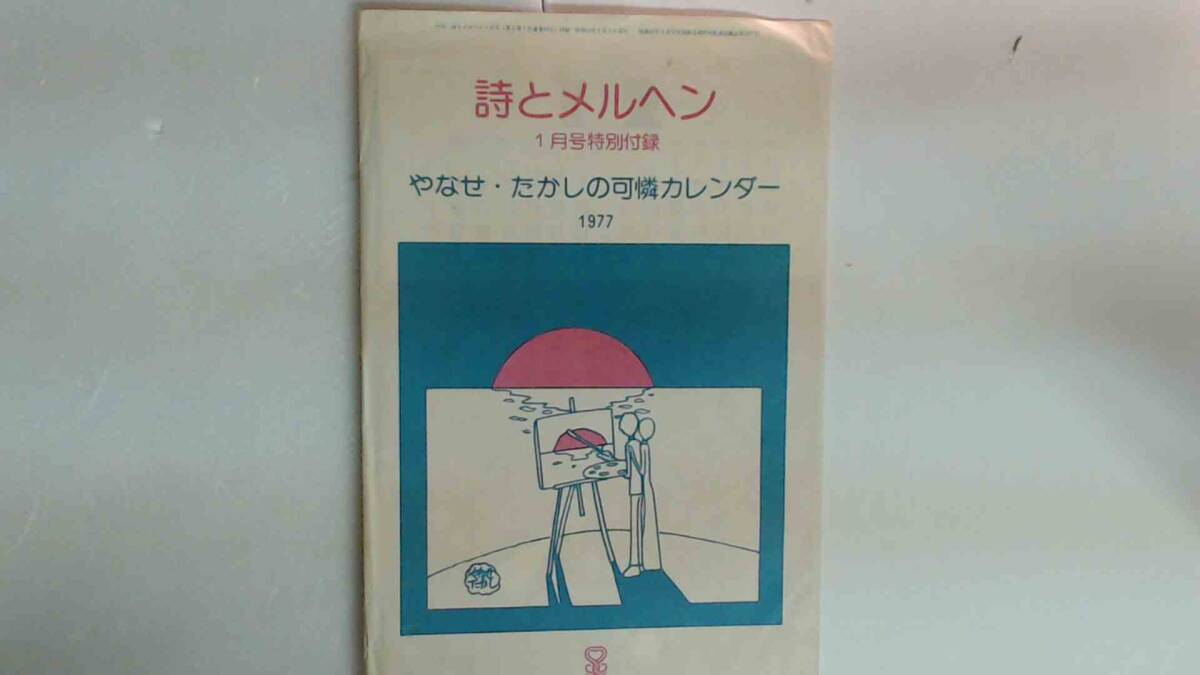 詩とメルヘン
1月号特別付録
やなせ・たかしの可憐カレンダー
1977
やなせ
たかし